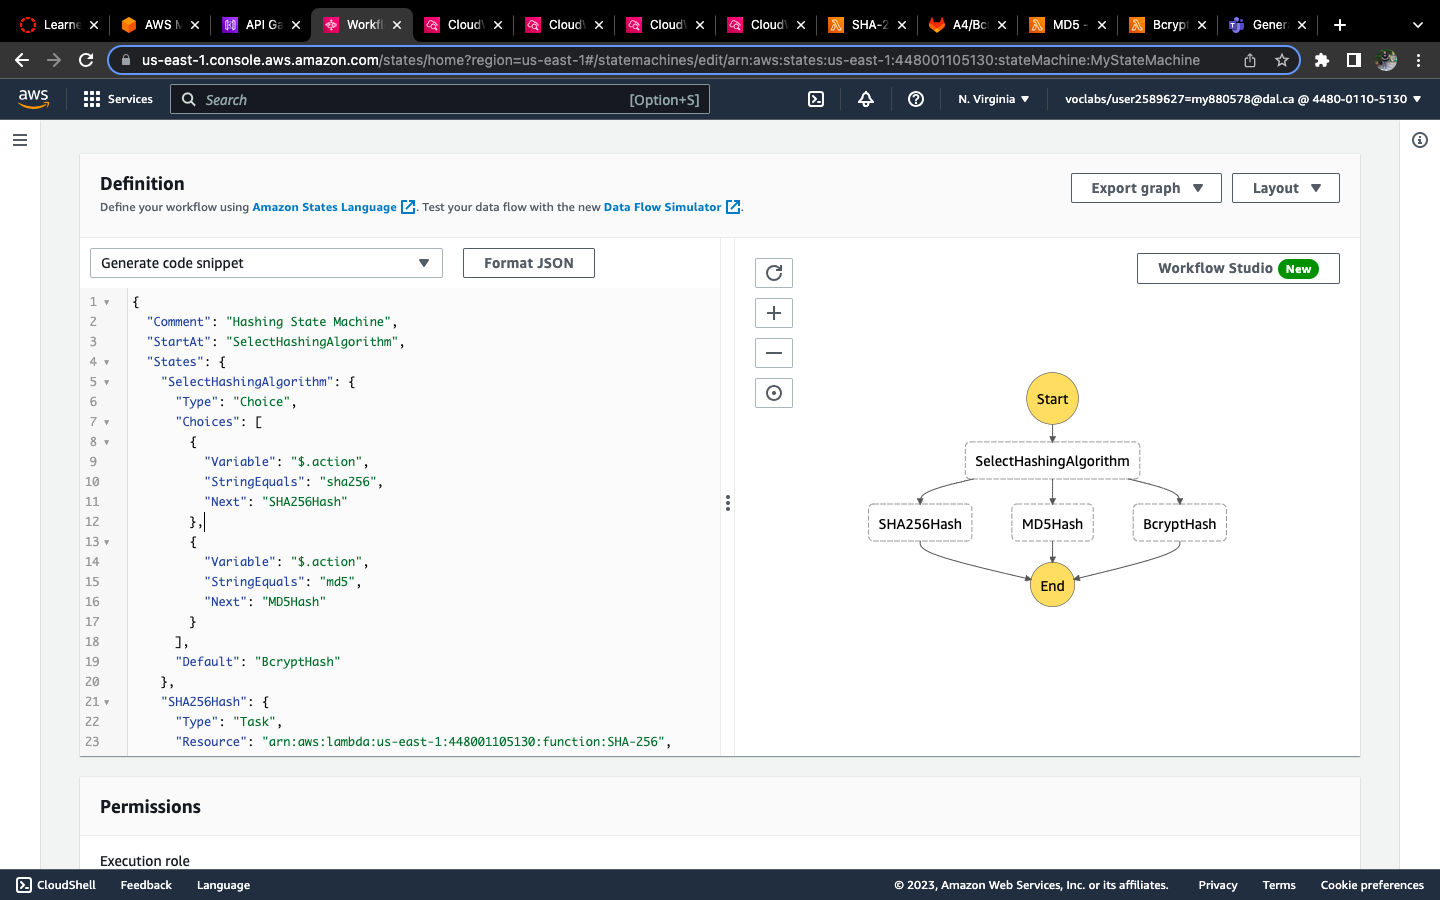 Learne
AWS M
API Ga
Workfl
Cloud
Cloud
Cloud
Cloud
SHA-2
A4/Bc
MD5 -
Bcrypt
Gener
us-east-1.console.aws.amazon.com/states/home?region=us-east-1#/statemachines/edit/arn:aws:states:us-east-1:448001105130:stateMachine:MyStateMachine
aws
Services
Search
[Option+S]
N. Virginia
voclabs/user2589627=my880578@dal.ca @ 4480-0110-5130
Definition
Define your workflow using Amazon States Language. Test your data flow with the new Data Flow Simulator.
Export graph
Layout
Generate code snippet
Format JSON
Workflow Studio New
1 {
2 "Comment": "Hashing State Machine",
3 "StartAt": "SelectHashingAlgorithm",
4 "States": {
5 "SelectHashingAlgorithm": {
6 "Type": "Choice",
7 "Choices": [
8 {
9 "Variable": "$.action",
10 "StringEquals": "sha256",
11 "Next": "SHA256Hash"
12 },
13 {
14 "Variable": "$.action",
15 "StringEquals": "md5",
16 "Next": "MD5Hash"
17 }
18 ],
19 "Default": "BcryptHash"
20 },
21 "SHA256Hash": {
22 "Type": "Task",
23 "Resource": "arn:aws:lambda:us-east-1:448001105130:function:SHA-256",
Start
SelectHashingAlgorithm
SHA256Hash
MD5Hash
BcryptHash
End
Permissions
Execution role
CloudShell
Feedback
Language
© 2023, Amazon Web Services, Inc. or its affiliates.
Privacy
Terms
Cookie preferences